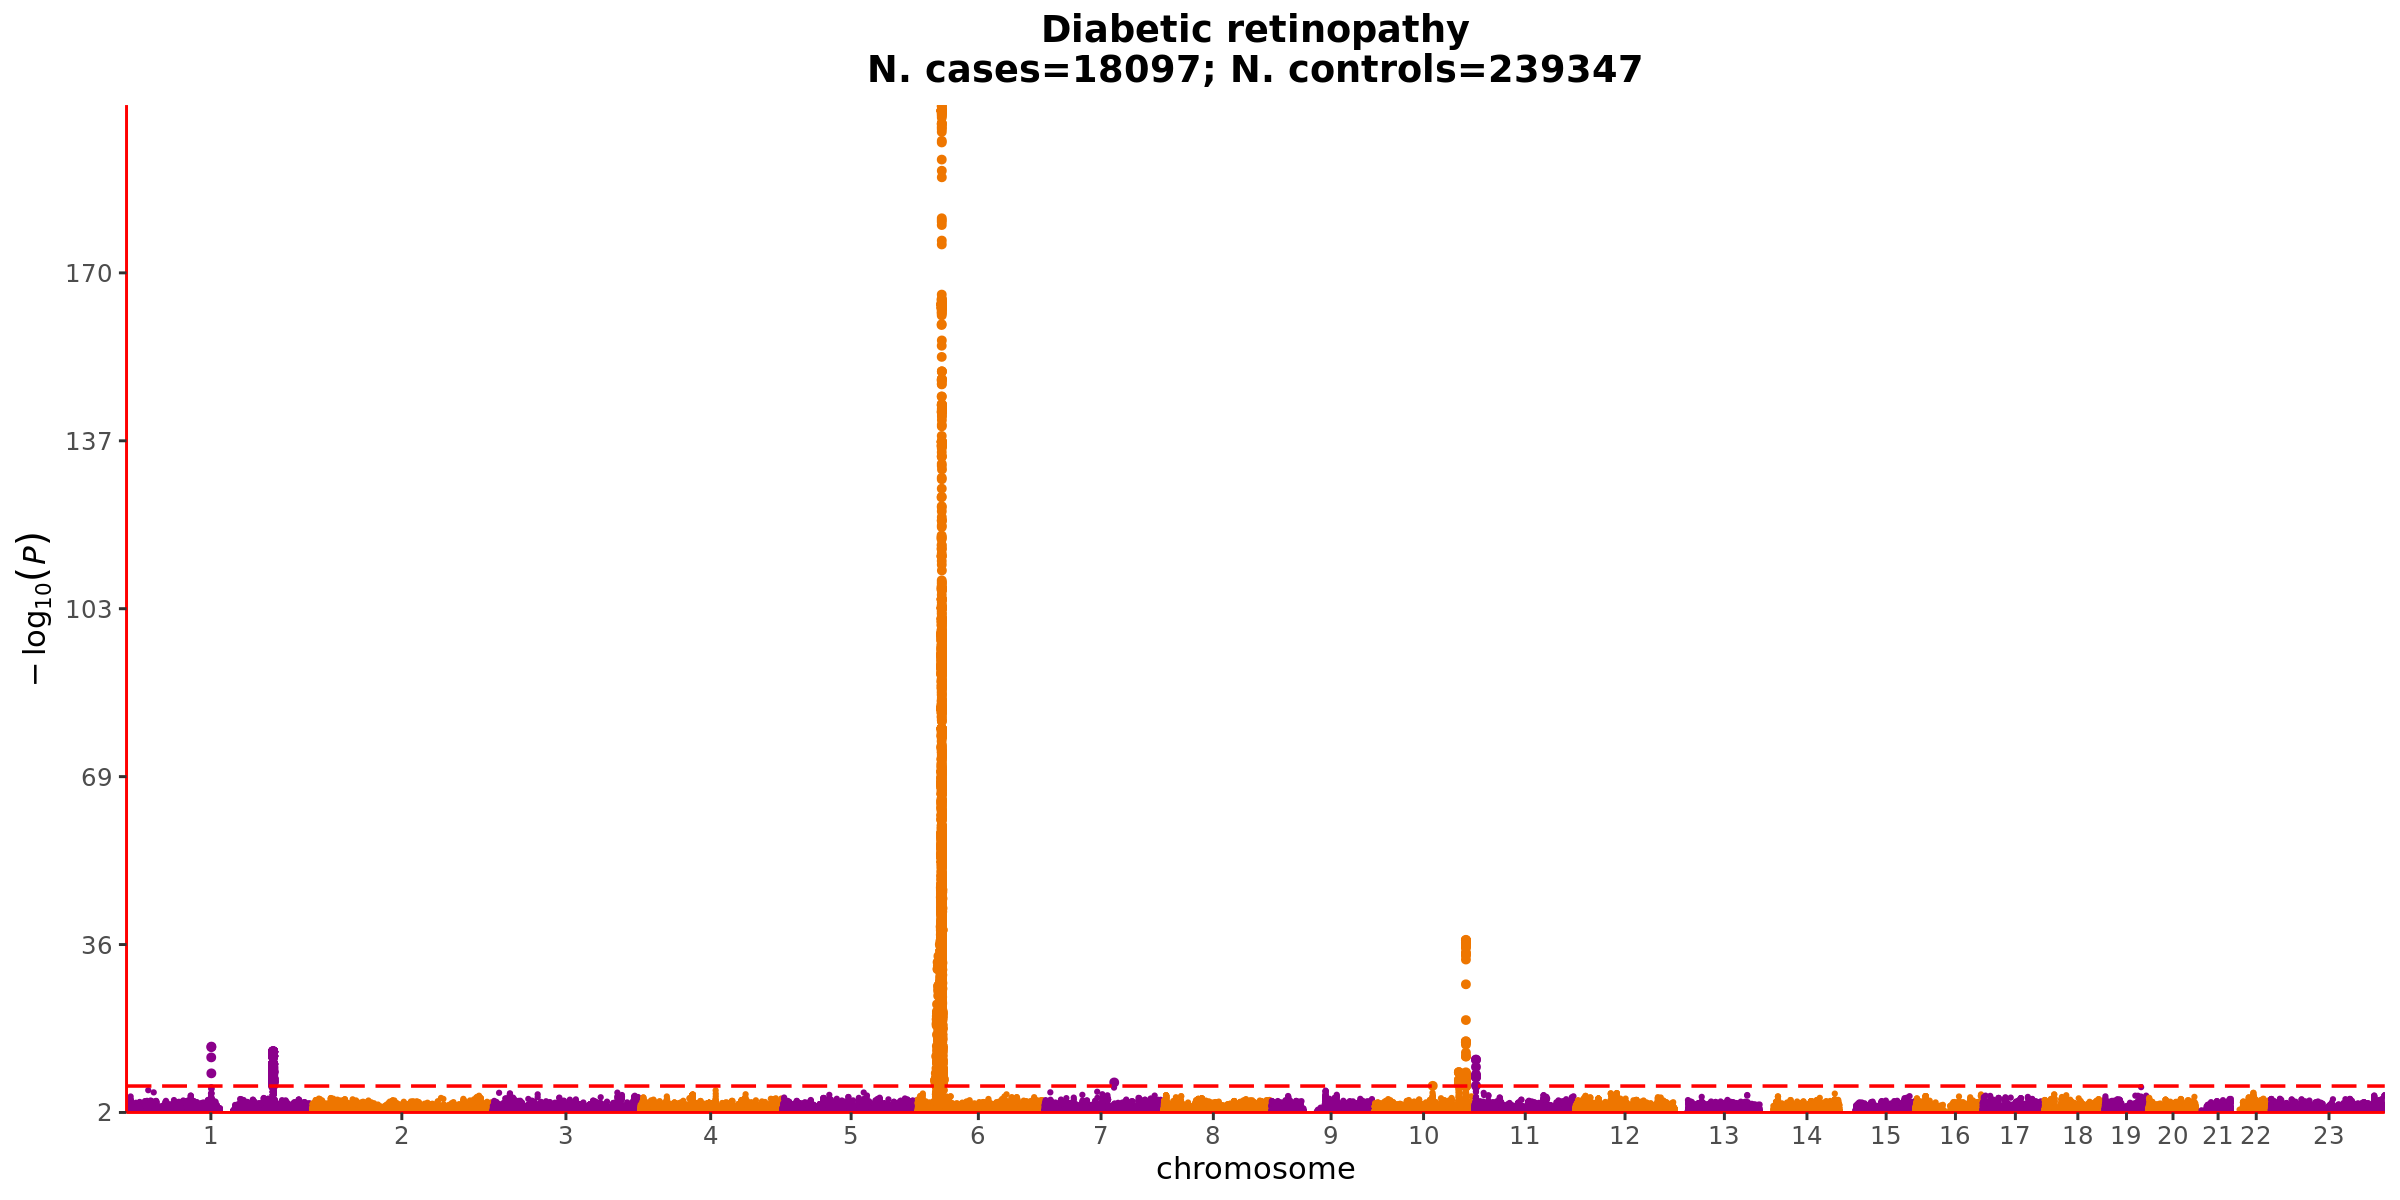 Diabetic retinopathy
N. cases=18097; N. controls=239347
170
137
103
69
36
2
− log10(P)
1 2 3 4 5 6 7 8 9 10 11 12 13 14 15 16 17 18 19 20 21 22 23
chromosome